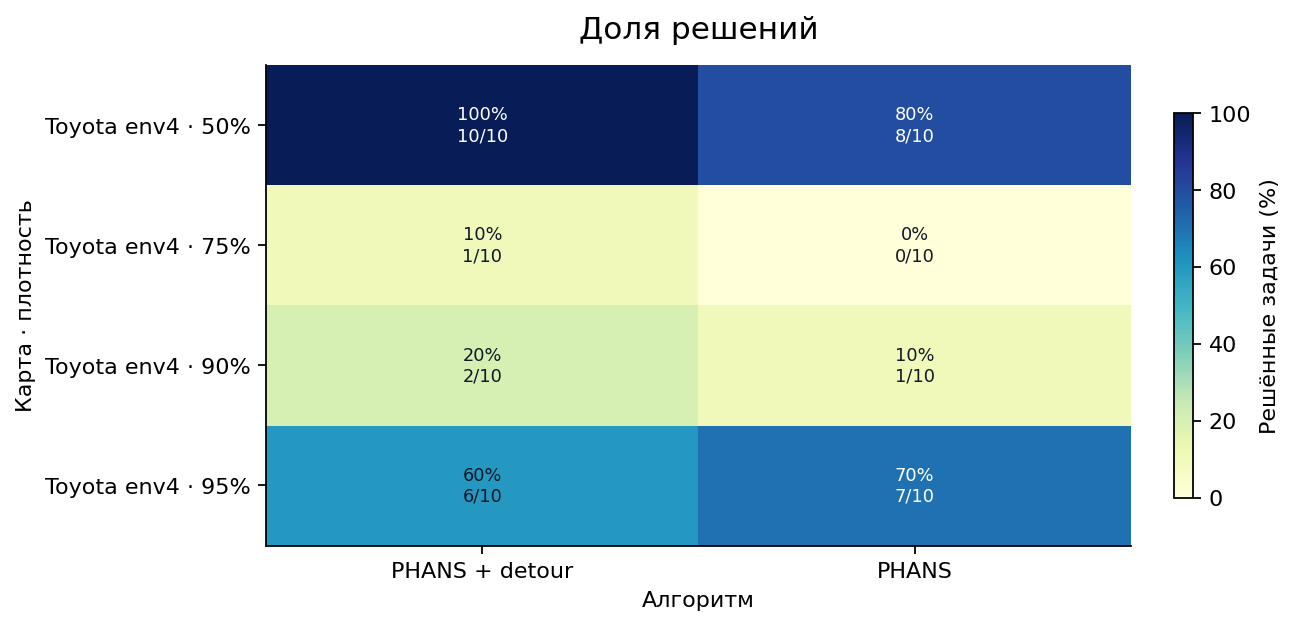 Доля решений
Карта · плотность
Toyota env4 · 50%
100%
10/10
80%
8/10
Toyota env4 · 75%
10%
1/10
0%
0/10
Toyota env4 · 90%
20%
2/10
10%
1/10
Toyota env4 · 95%
60%
6/10
70%
7/10
PHANS + detour
PHANS
Алгоритм
100
80
60
40
20
0
Решённые задачи (%)